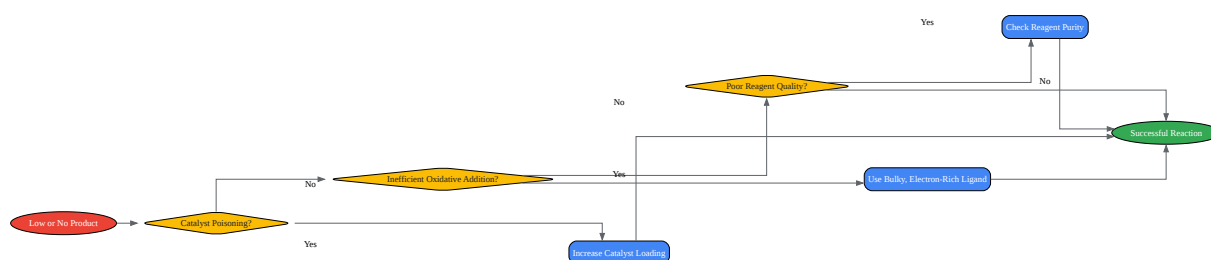 Yes
Check Reagent Purity
Poor Reagent Quality?
No
No
Successful Reaction
Inefficient Oxidative Addition?
Yes
Use Bulky, Electron-Rich Ligand
No
Low or No Product
Catalyst Poisoning?
Yes
Increase Catalyst Loading